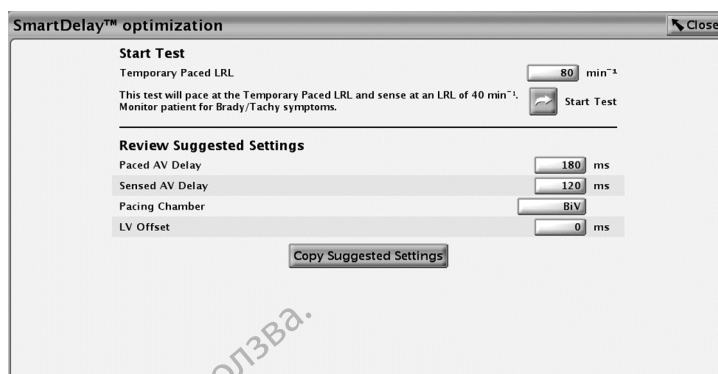 SmartDelay™ optimization
Close
Start Test
Temporary Paced LRL 80 min⁻¹
This test will pace at the Temporary Paced LRL and sense at an LRL of 40 min⁻¹.
Monitor patient for Brady/Tachy symptoms.
Start Test
Review Suggested Settings
Paced AV Delay 180 ms
Sensed AV Delay 120 ms
Pacing Chamber BiV
LV Offset 0 ms
Copy Suggested Settings